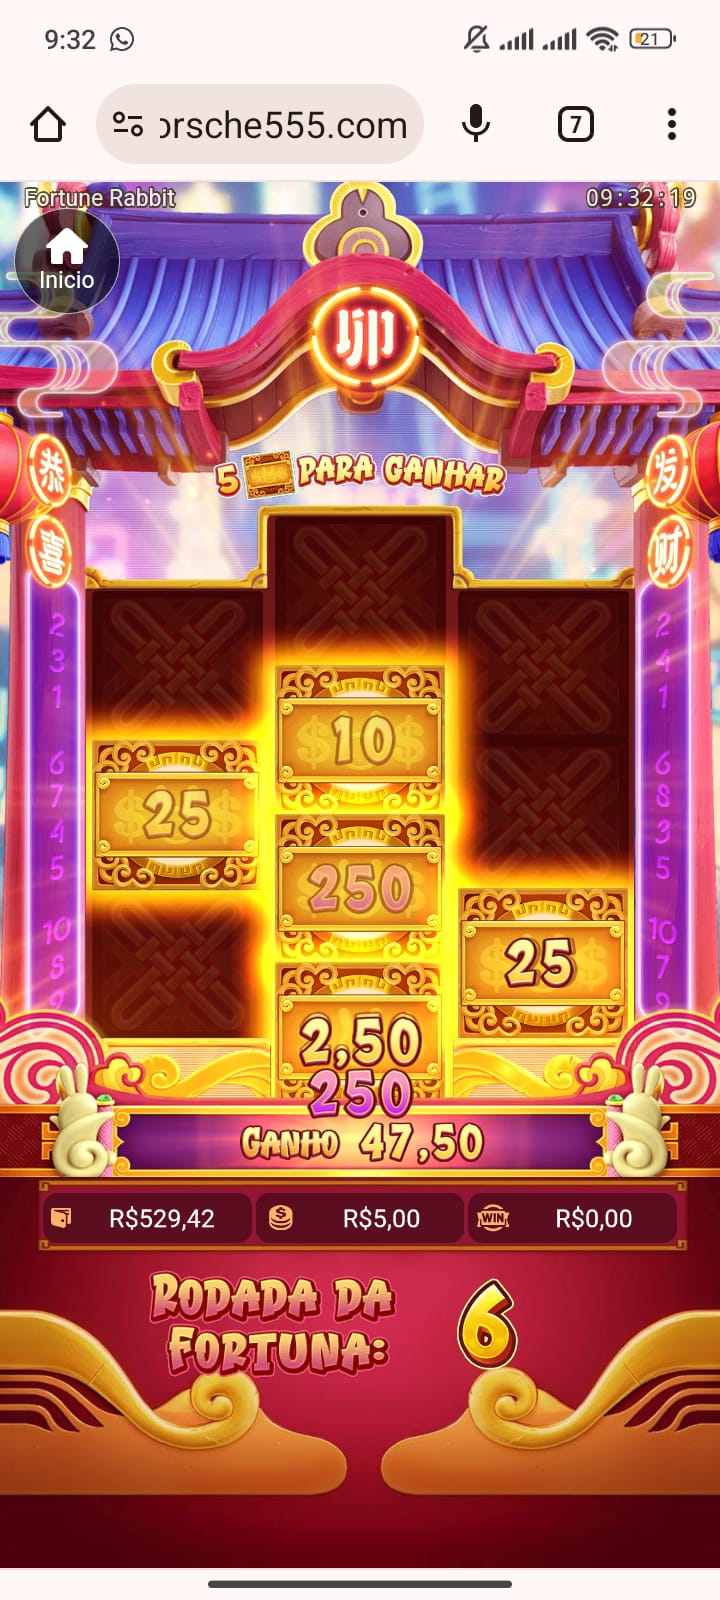 9:32
21
orsche555.com
7
Fortune Rabbit
09:32:19
Inicio
卯
恭喜
发财
5 PARA GANHAR
2
3
1
6
7
4
5
10
8
9
2
4
1
6
8
3
5
10
7
9
10
25
250
25
2,50
250
GANHO 47,50
R$529,42
R$5,00
WIN
R$0,00
RODADA DA
FORTUNA: 6